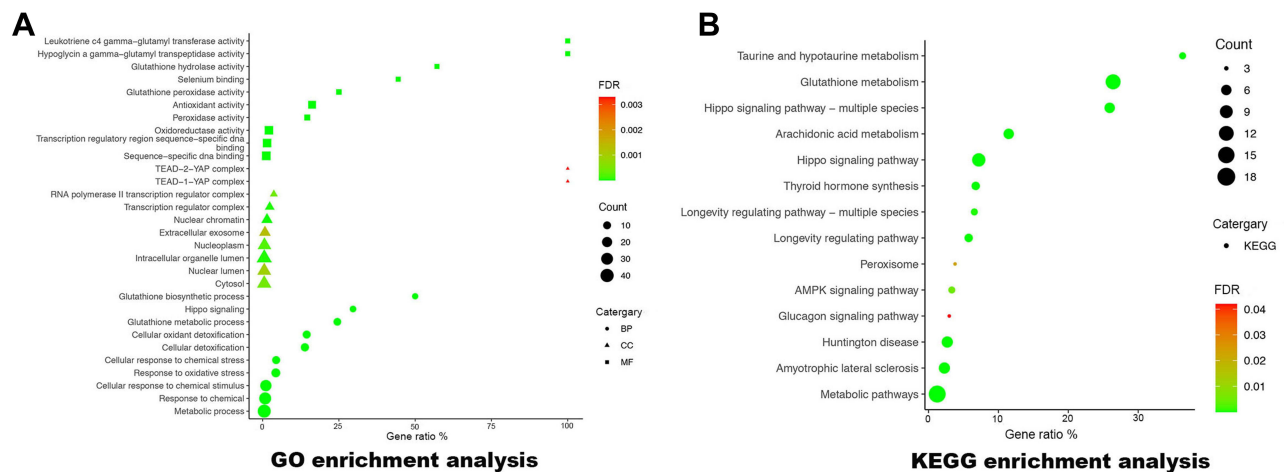 A
Leukotriene c4 gamma−glutamyl transferase activity
Hypoglycin a gamma−glutamyl transpeptidase activity
Glutathione hydrolase activity
Selenium binding
Glutathione peroxidase activity
Antioxidant activity
Peroxidase activity
Oxidoreductase activity
Transcription regulatory region sequence−specific dna
binding
Sequence−specific dna binding
TEAD−2−YAP complex
TEAD−1−YAP complex
RNA polymerase II transcription regulator complex
Transcription regulator complex
Nuclear chromatin
Extracellular exosome
Nucleoplasm
Intracellular organelle lumen
Nuclear lumen
Cytosol
Glutathione biosynthetic process
Hippo signaling
Glutathione metabolic process
Cellular oxidant detoxification
Cellular detoxification
Cellular response to chemical stress
Response to oxidative stress
Cellular response to chemical stimulus
Response to chemical
Metabolic process
0 25 50 75 100
Gene ratio %
GO enrichment analysis
FDR
0.003
0.002
0.001
Count
10
20
30
40
Catergary
BP
CC
MF
B
Taurine and hypotaurine metabolism
Glutathione metabolism
Hippo signaling pathway − multiple species
Arachidonic acid metabolism
Hippo signaling pathway
Thyroid hormone synthesis
Longevity regulating pathway − multiple species
Longevity regulating pathway
Peroxisome
AMPK signaling pathway
Glucagon signaling pathway
Huntington disease
Amyotrophic lateral sclerosis
Metabolic pathways
0 10 20 30
Gene ratio %
KEGG enrichment analysis
Count
3
6
9
12
15
18
Catergary
KEGG
FDR
0.04
0.03
0.02
0.01